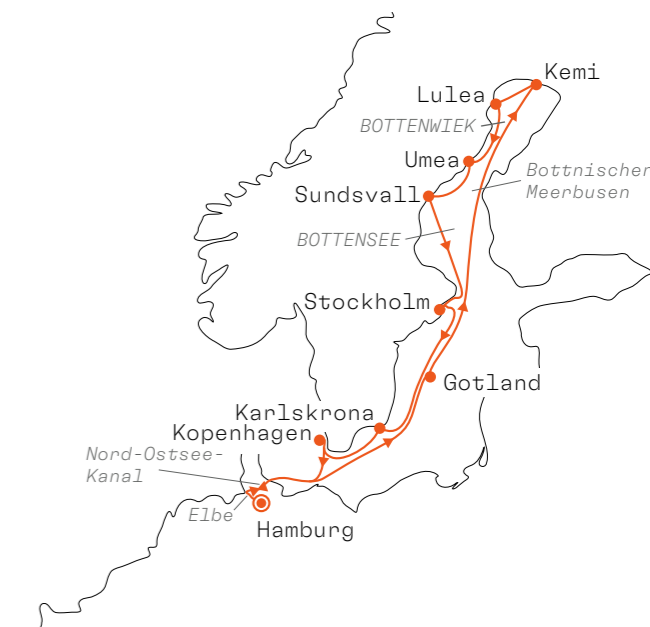 Kemi
Lulea
BOTTENWIEK
Umea
Bottnischer
Meerbusen
Sundsvall
BOTTENSEE
Stockholm
Gotland
Karlskrona
Kopenhagen
Nord-Ostsee-
Kanal
Elbe
Hamburg